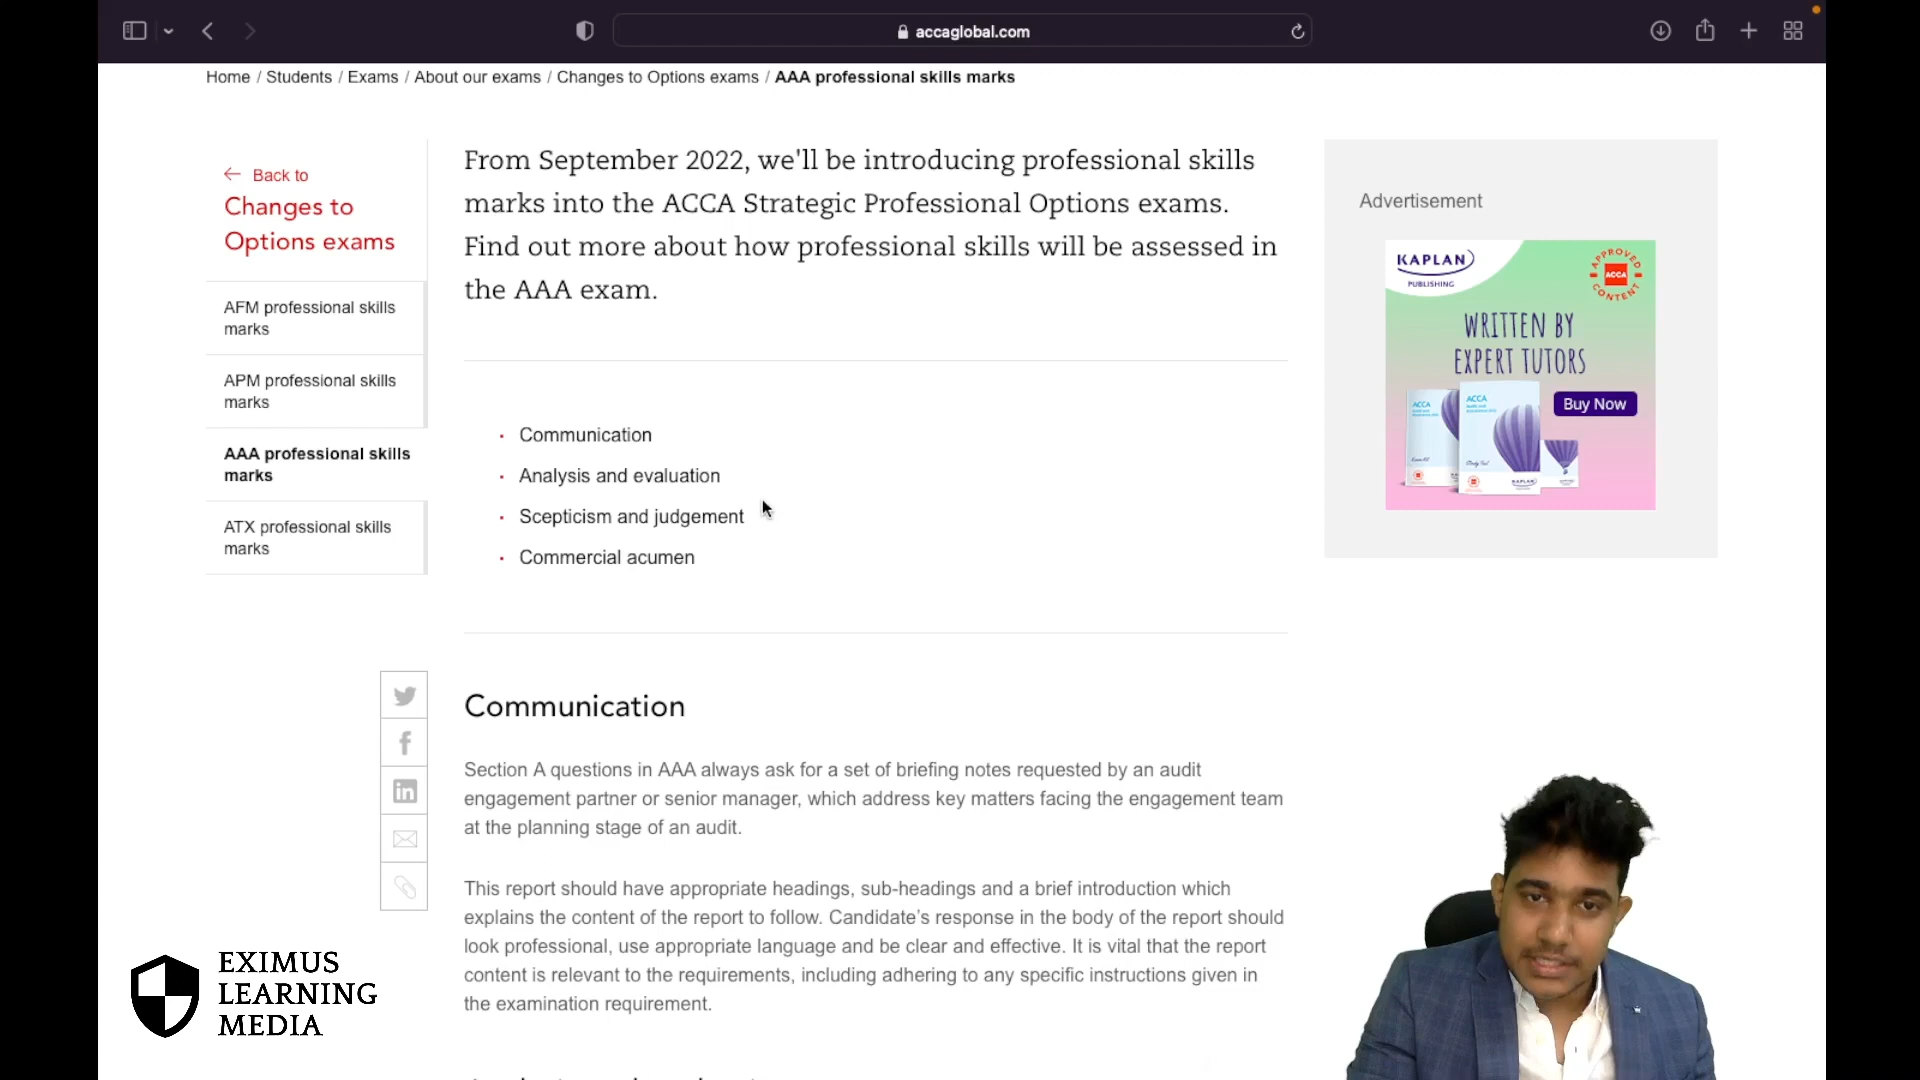 accaglobal.com
Home / Students / Exams / About our exams / Changes to Options exams / AAA professional skills marks
Back to
Changes to
Options exams
AFM professional skills
marks
APM professional skills
marks
AAA professional skills
marks
ATX professional skills
marks
From September 2022, we'll be introducing professional skills
marks into the ACCA Strategic Professional Options exams.
Find out more about how professional skills will be assessed in
the AAA exam.
Communication
Analysis and evaluation
Scepticism and judgement
Commercial acumen
Communication
Section A questions in AAA always ask for a set of briefing notes requested by an audit
engagement partner or senior manager, which address key matters facing the engagement team
at the planning stage of an audit.
This report should have appropriate headings, sub-headings and a brief introduction which
explains the content of the report to follow. Candidate's response in the body of the report should
look professional, use appropriate language and be clear and effective. It is vital that the report
content is relevant to the requirements, including adhering to any specific instructions given in
the examination requirement.
Advertisement
KAPLAN
PUBLISHING
APPROVED
ACCA
CONTENT
WRITTEN BY
EXPERT TUTORS
Buy Now
ACCA
ACCA
KAPLAN
EXIMUS
LEARNING
MEDIA